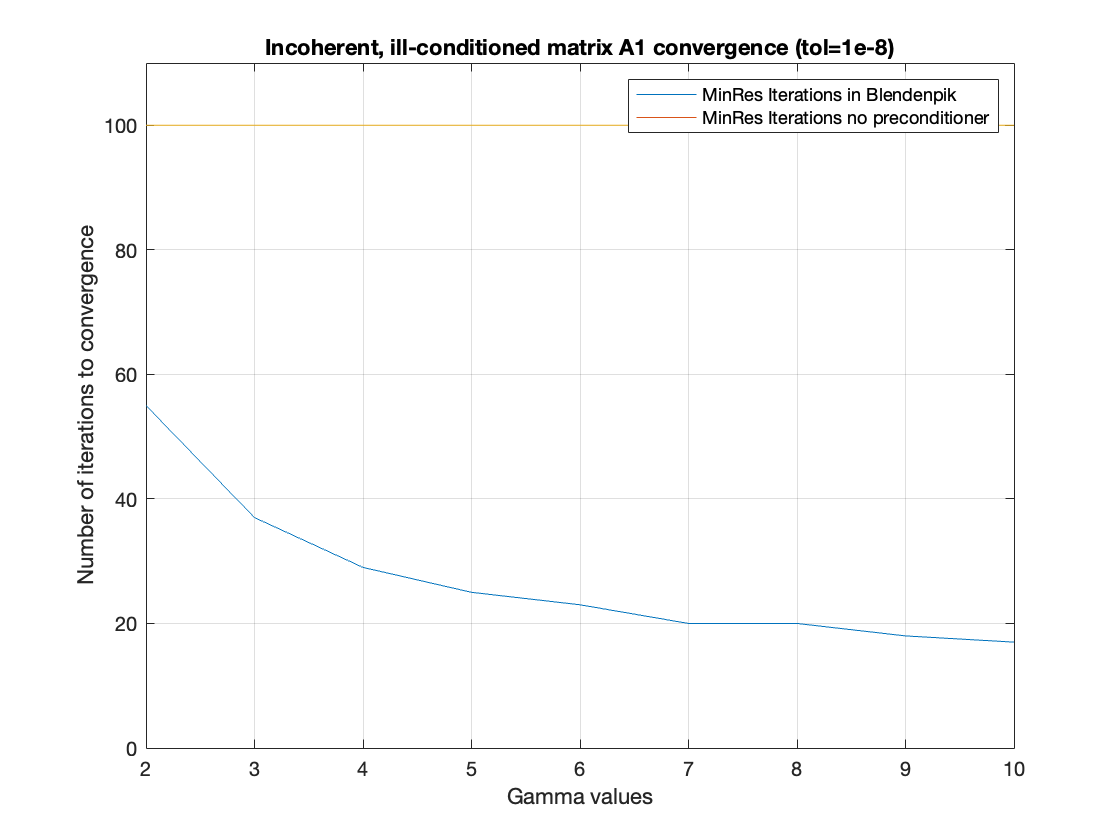 Incoherent, ill-conditioned matrix A1 convergence (tol=1e-8)
MinRes Iterations in Blendenpik
MinRes Iterations no preconditioner
Number of iterations to convergence
100
80
60
40
20
0
2 3 4 5 6 7 8 9 10
Gamma values